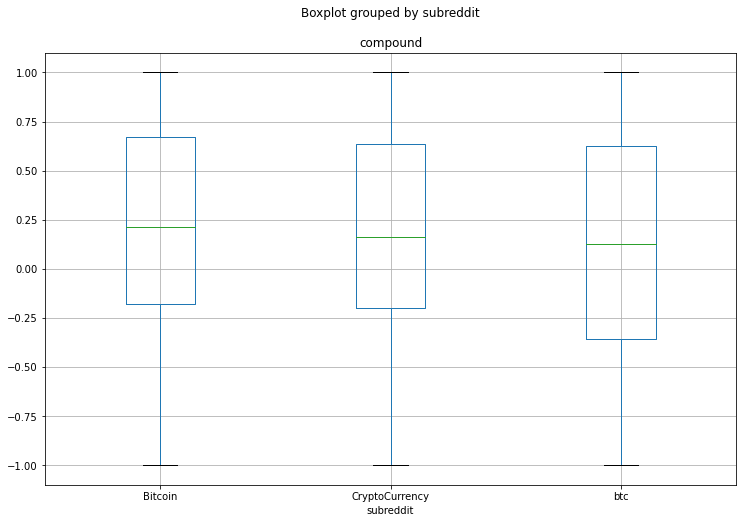 Boxplot grouped by subreddit
compound
1.00
0.75
0.50
0.25
0.00
−0.25
−0.50
−0.75
−1.00
Bitcoin
CryptoCurrency
btc
subreddit